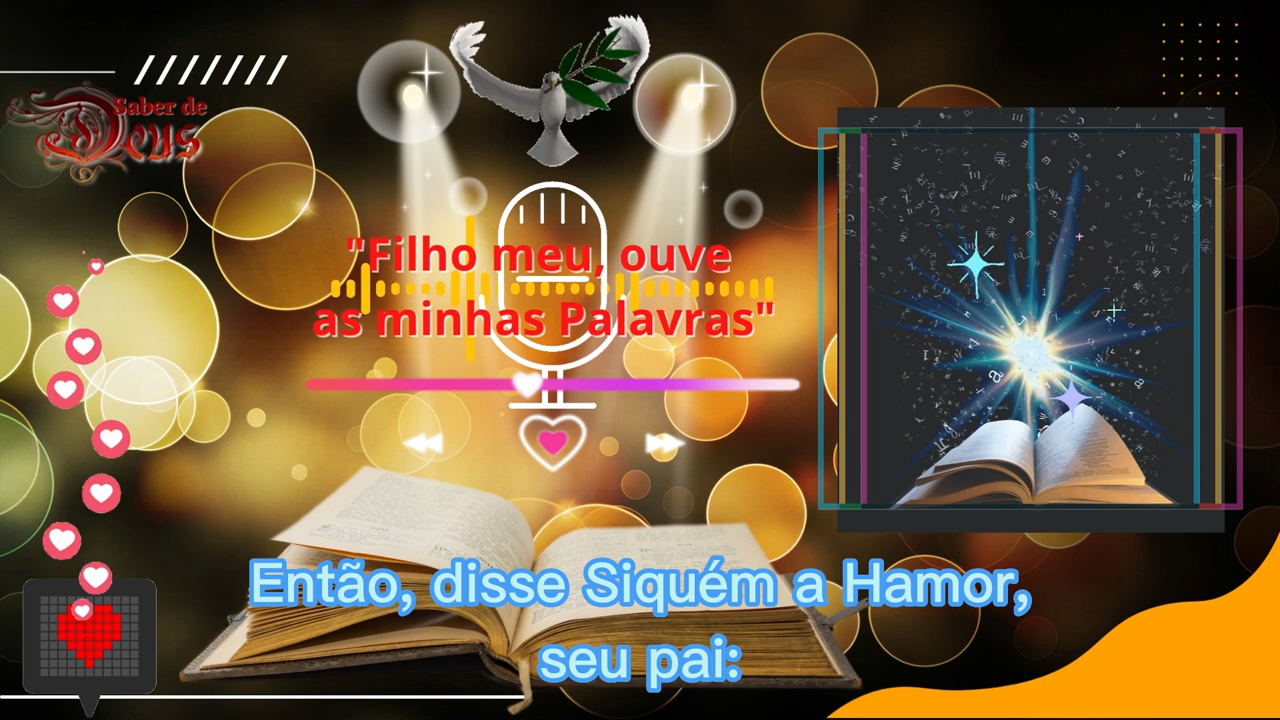 Saber de
Deus
"Filho meu, ouve
as minhas Palavras"
Então, disse Siquém a Hamor,
seu pai: